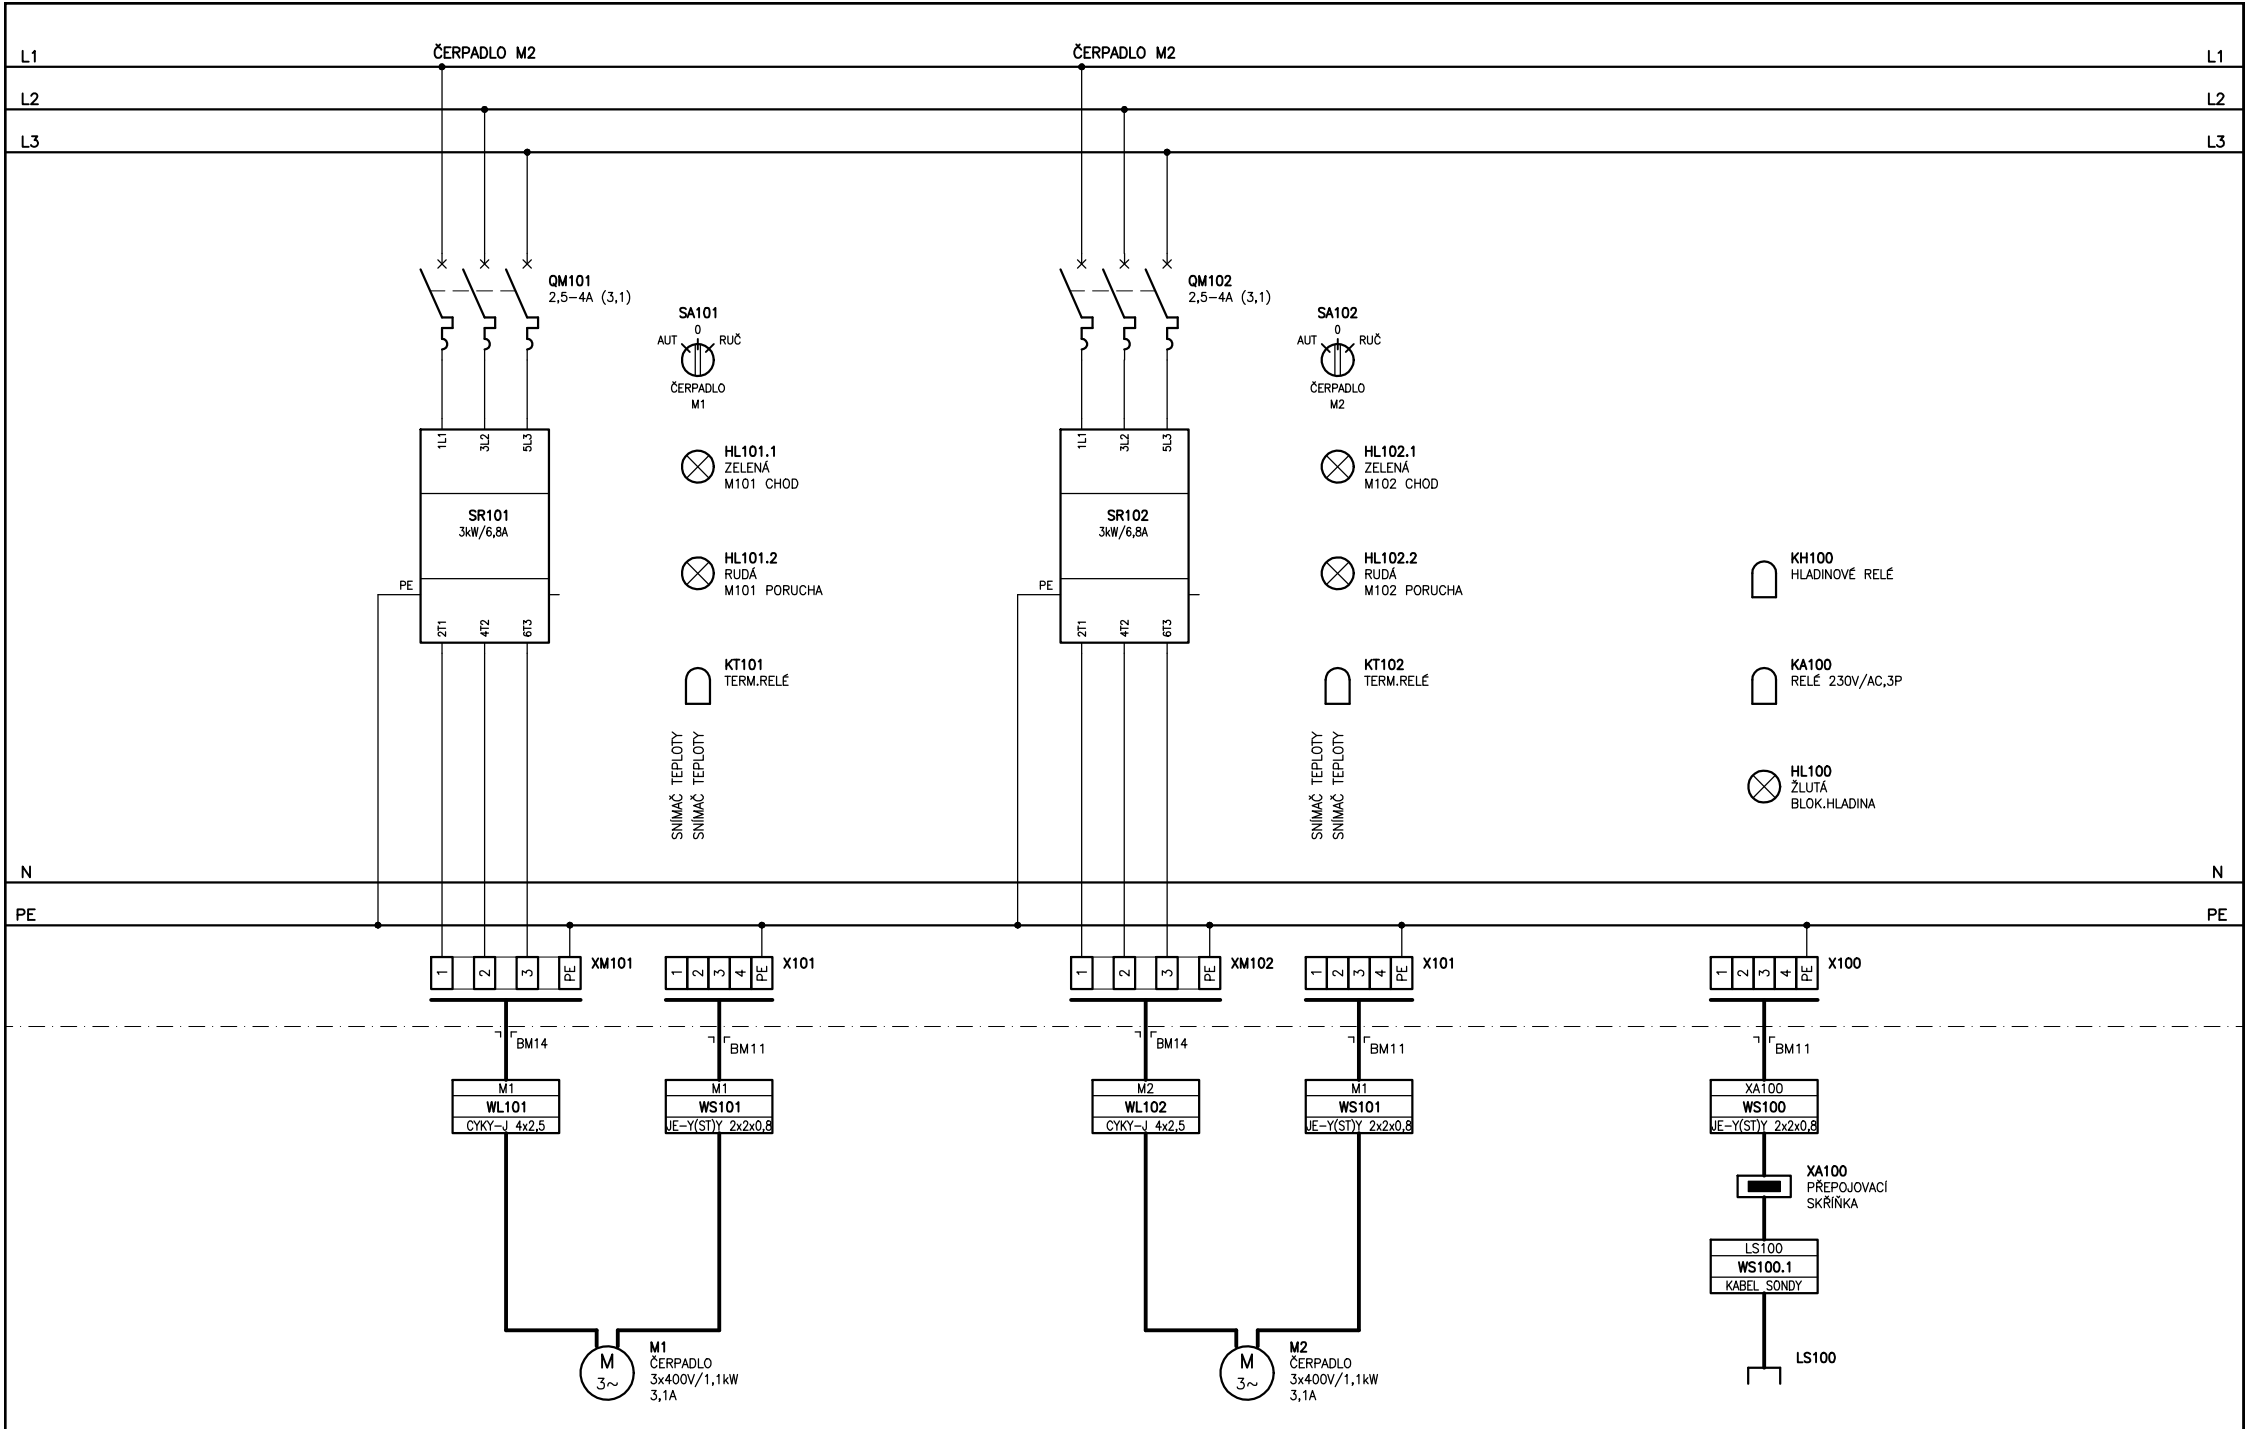 ČERPADLO M2
ČERPADLO M2
L1
L1
L2
L2
L3
L3
QM101
2,5-4A (3,1)
SA101
0
AUT
RUČ
ČERPADLO
M1
QM102
2,5-4A (3,1)
SA102
0
AUT
RUČ
ČERPADLO
M2
1L1
3L2
5L3
SR101
3kW/6,8A
PE
2T1
4T2
6T3
HL101.1
ZELENÁ
M101 CHOD
HL101.2
RUDÁ
M101 PORUCHA
KT101
TERM.RELÉ
SNÍMAČ TEPLOTY
SNÍMAČ TEPLOTY
1L1
3L2
5L3
SR102
3kW/6,8A
PE
2T1
4T2
6T3
HL102.1
ZELENÁ
M102 CHOD
HL102.2
RUDÁ
M102 PORUCHA
KT102
TERM.RELÉ
SNÍMAČ TEPLOTY
SNÍMAČ TEPLOTY
KH100
HLADINOVÉ RELÉ
KA100
RELÉ 230V/AC,3P
HL100
ŽLUTÁ
BLOK.HLADINA
N
N
PE
PE
1 2 3 PE
XM101
1 2 3 4 PE
X101
1 2 3 PE
XM102
1 2 3 4 PE
X101
1 2 3 4 PE
X100
BM14
BM11
BM14
BM11
BM11
M1
WL101
CYKY-J 4x2,5
M1
WS101
JE-Y(ST)Y 2x2x0,8
M2
WL102
CYKY-J 4x2,5
M1
WS101
JE-Y(ST)Y 2x2x0,8
XA100
WS100
JE-Y(ST)Y 2x2x0,8
XA100
PŘEPOJOVACÍ
SKŘÍŇKA
LS100
WS100.1
KABEL SONDY
M
3~
M1
ČERPADLO
3x400V/1,1kW
3,1A
M
3~
M2
ČERPADLO
3x400V/1,1kW
3,1A
LS100